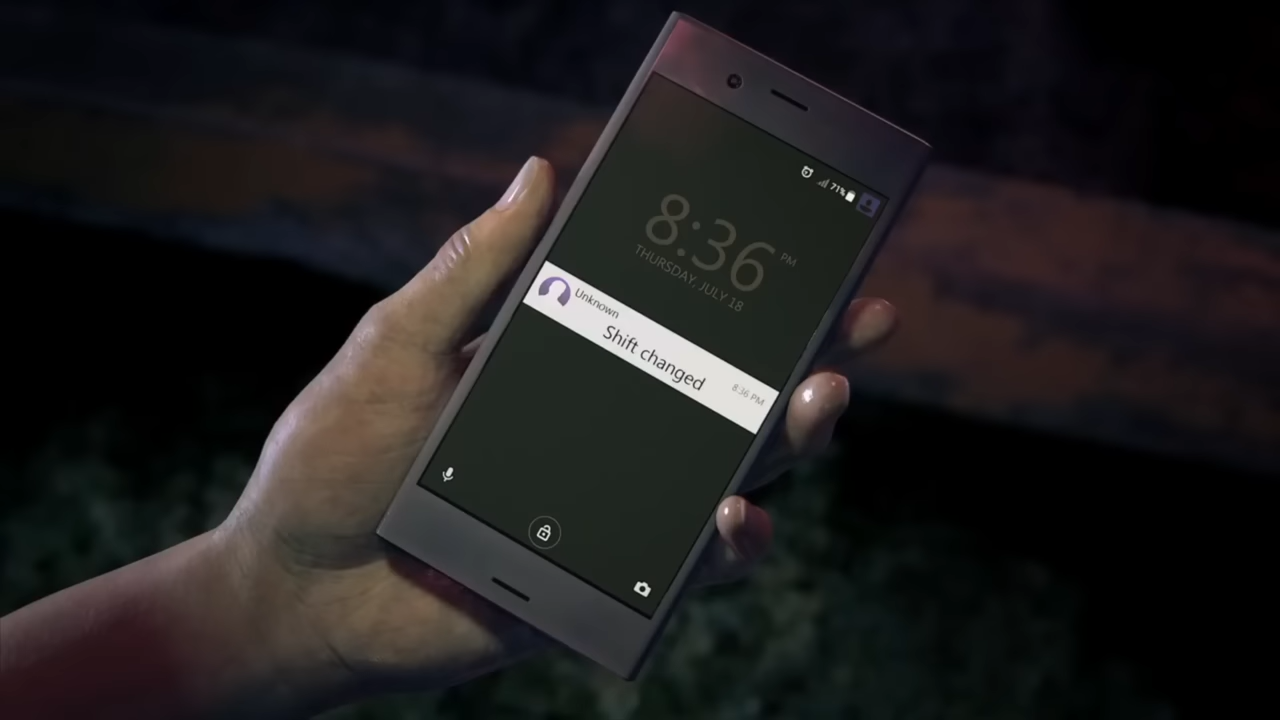 71%
8:36 PM
THURSDAY, JULY 18
Unknown
Shift changed
8:36 PM